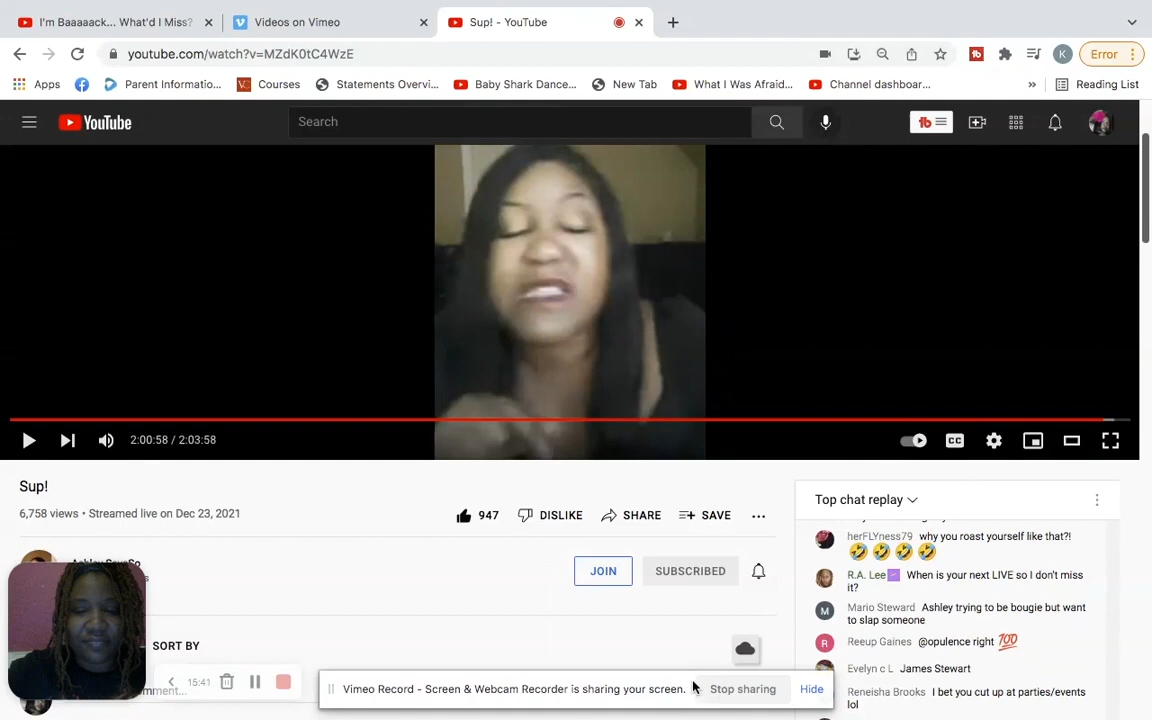 I'm Baaaaack... What'd I Miss?
Videos on Vimeo
Sup! - YouTube
youtube.com/watch?v=MZdK0tC4WzE
K
Error
Apps
Parent Informatio...
VC Courses
Statements Overvi...
Baby Shark Dance...
New Tab
What I Was Afraid...
Channel dashboar...
»
Reading List
YouTube
Search
tb
2:00:58 / 2:03:58
CC
Sup!
6,758 views • Streamed live on Dec 23, 2021
947
DISLIKE
SHARE
SAVE
JOIN
SUBSCRIBED
SORT BY
15:41
Vimeo Record - Screen & Webcam Recorder is sharing your screen.
Stop sharing
Hide
Top chat replay
herFLYness79 why you roast yourself like that?!
🤣🤣🤣🤣
R.A. Lee When is your next LIVE so I don't miss
it?
M
Mario Steward Ashley trying to be bougie but want
to slap someone
R
Reeup Gaines @opulence right 💯
Evelyn c L James Stewart
Reneisha Brooks I bet you cut up at parties/events
lol